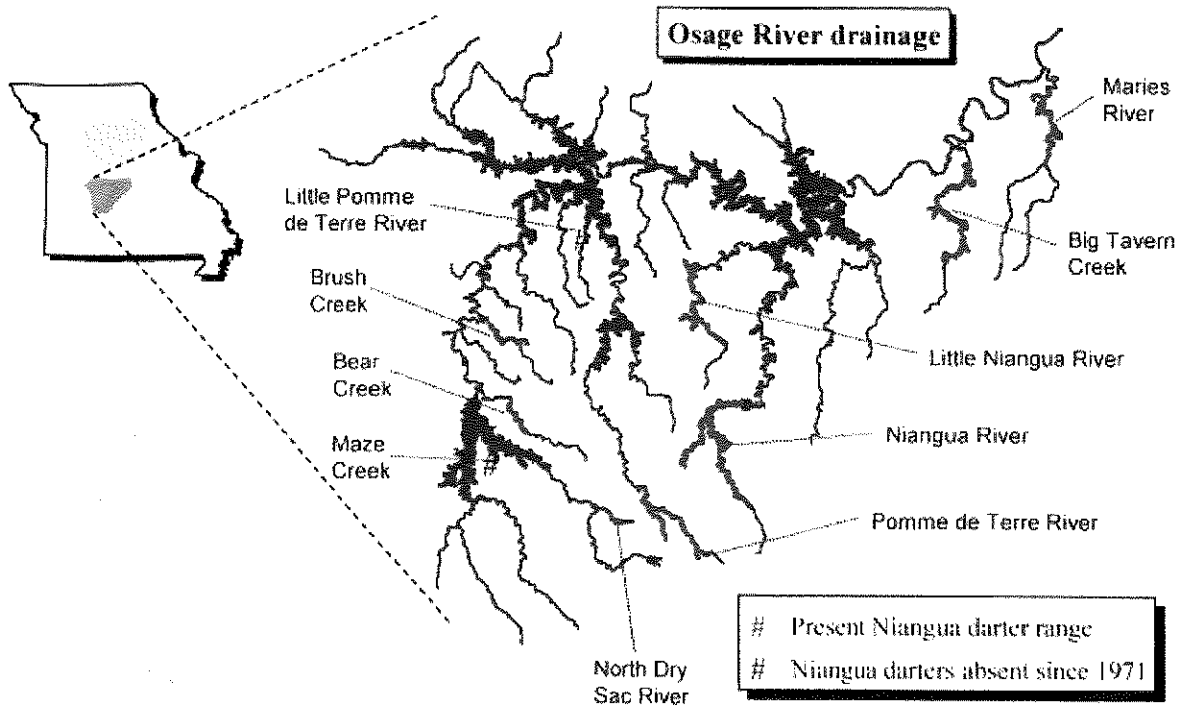 Osage River drainage
Maries
River
Little Pomme
de Terre River
Big Tavern
Creek
Brush
Creek
Little Niangua River
Bear
Creek
Niangua River
Maze
Creek
#
#
Pomme de Terre River
North Dry
Sac River
# Present Niangua darter range
# Niangua darters absent since 1971